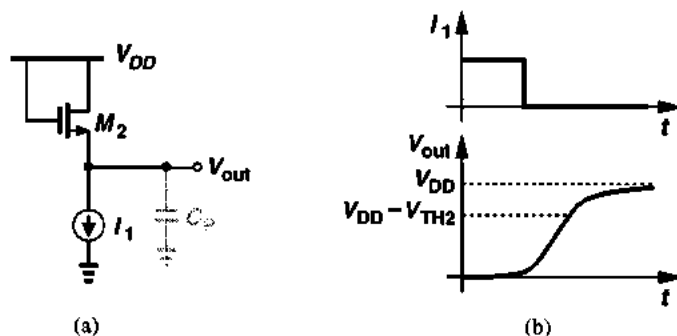 V_DD
M_2
V_out
I_1
C_P
(a)
I_1
t
V_out
V_DD
V_DD − V_TH2
t
(b)